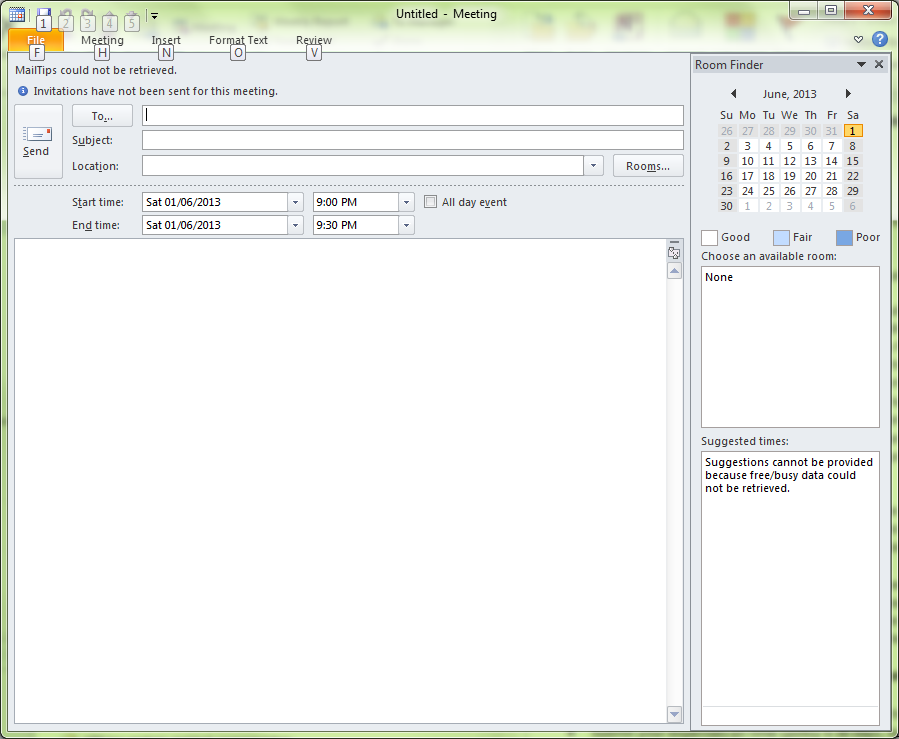 Untitled - Meeting
1 2 3 4 5
File Meeting Insert Format Text Review
F H N O V
MailTips could not be retrieved.
Invitations have not been sent for this meeting.
Send
To...
Subject:
Location:
Rooms...
Start time: Sat 01/06/2013 9:00 PM All day event
End time: Sat 01/06/2013 9:30 PM
Room Finder
June, 2013
Su Mo Tu We Th Fr Sa
26 27 28 29 30 31 1
2 3 4 5 6 7 8
9 10 11 12 13 14 15
16 17 18 19 20 21 22
23 24 25 26 27 28 29
30 1 2 3 4 5 6
Good Fair Poor
Choose an available room:
None
Suggested times:
Suggestions cannot be provided
because free/busy data could
not be retrieved.